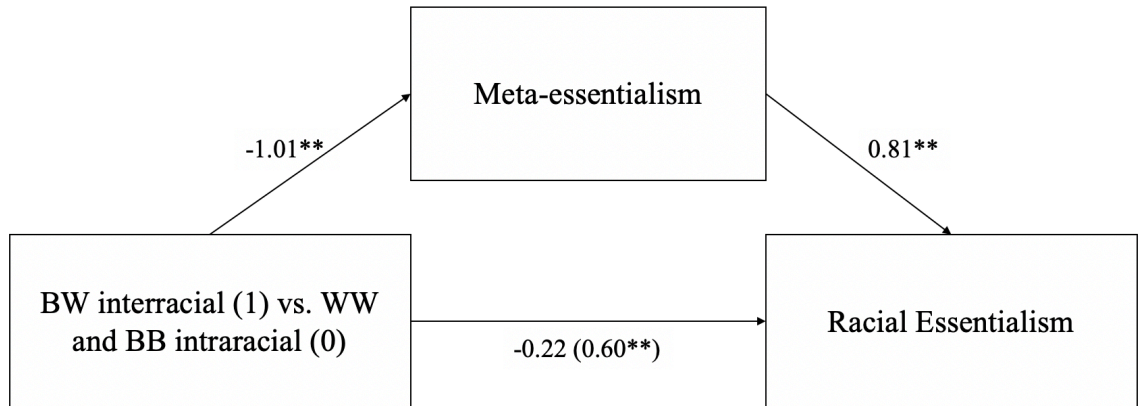 Meta-essentialism
-1.01**
0.81**
BW interracial (1) vs. WW
and BB intraracial (0)
-0.22 (0.60**)
Racial Essentialism